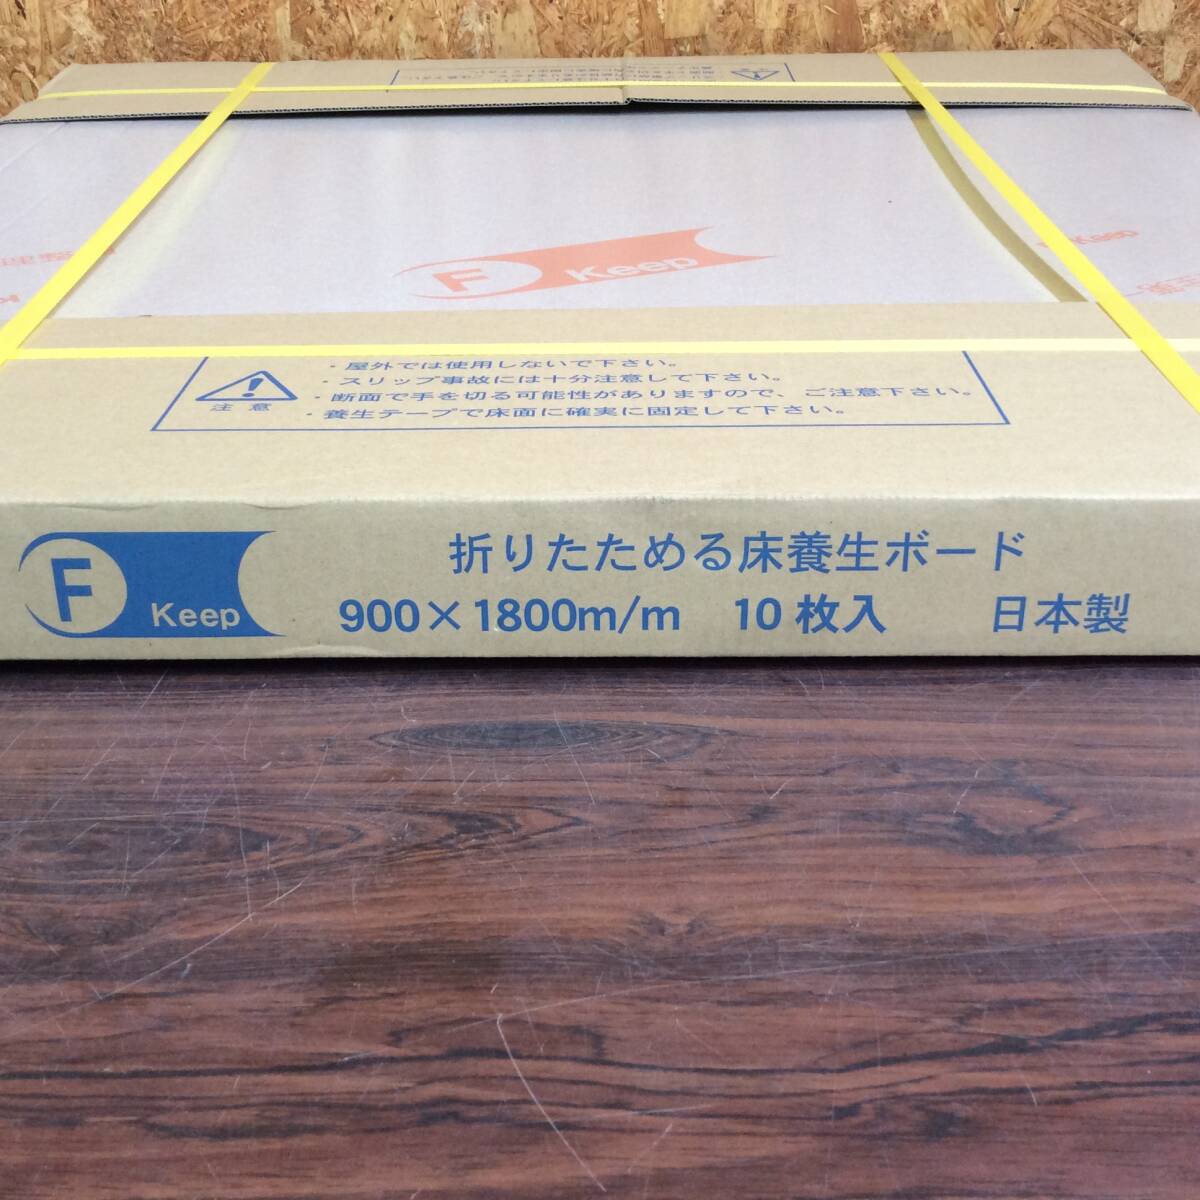 F Keep
Keep
・屋外では使用しないで下さい。
・スリップ事故には十分注意して下さい。
・断面で手を切る可能性がありますので、ご注意下さい。
・養生テープで床面に確実に固定して下さい。
注意
F Keep
折りたためる床養生ボード
900×1800m/m 10枚入 日本製